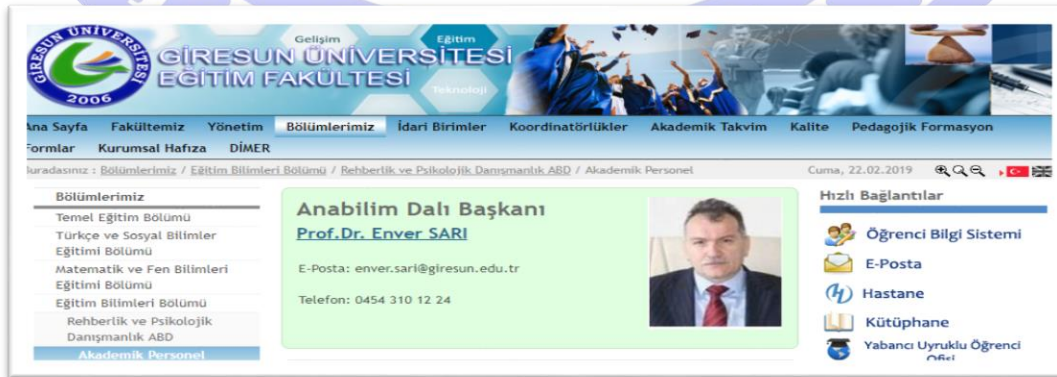 GİRESUN ÜNİVERSİTESİ
2006
Gelişim
Eğitim
GİRESUN ÜNİVERSİTESİ
EĞİTİM FAKÜLTESİ
Teknoloji
Ana Sayfa Fakültemiz Yönetim Bölümlerimiz İdari Birimler Koordinatörlükler Akademik Takvim Kalite Pedagojik Formasyon
Formlar Kurumsal Hafıza DİMER
Buradasınız : Bölümlerimiz / Eğitim Bilimleri Bölümü / Rehberlik ve Psikolojik Danışmanlık ABD / Akademik Personel
Cuma, 22.02.2019
Bölümlerimiz
Temel Eğitim Bölümü
Türkçe ve Sosyal Bilimler
Eğitimi Bölümü
Matematik ve Fen Bilimleri
Eğitimi Bölümü
Eğitim Bilimleri Bölümü
Rehberlik ve Psikolojik
Danışmanlık ABD
Akademik Personel
Anabilim Dalı Başkanı
Prof.Dr. Enver SARI
E-Posta: enver.sari@giresun.edu.tr
Telefon: 0454 310 12 24
Hızlı Bağlantılar
Öğrenci Bilgi Sistemi
E-Posta
Hastane
Kütüphane
Yabancı Uyruklu Öğrenci
Ofisi